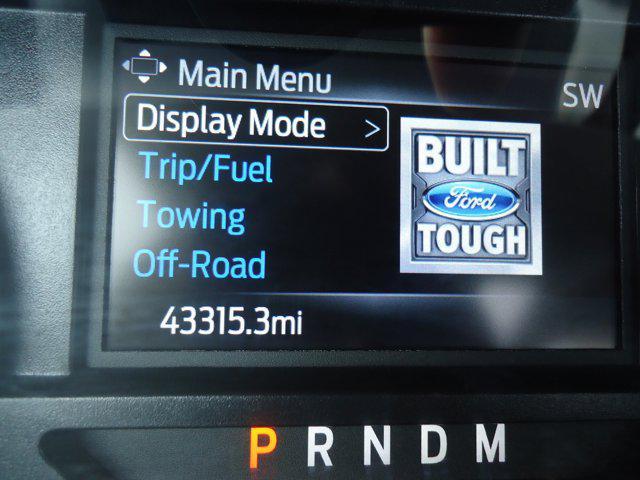 Main Menu
SW
Display Mode >
Trip/Fuel
Towing
Off-Road
BUILT
Ford
TOUGH
43315.3mi
P R N D M